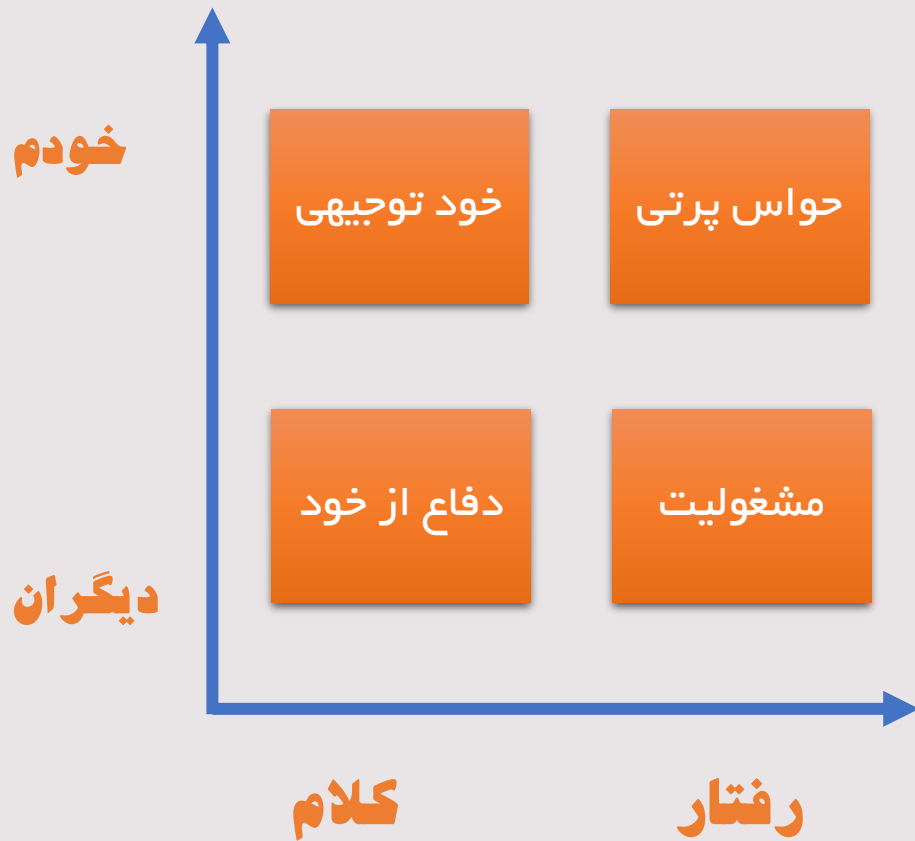 خودم
خود توجیهی
حواس پرتی
دفاع از خود
مشغولیت
دیگران
کلام
رفتار